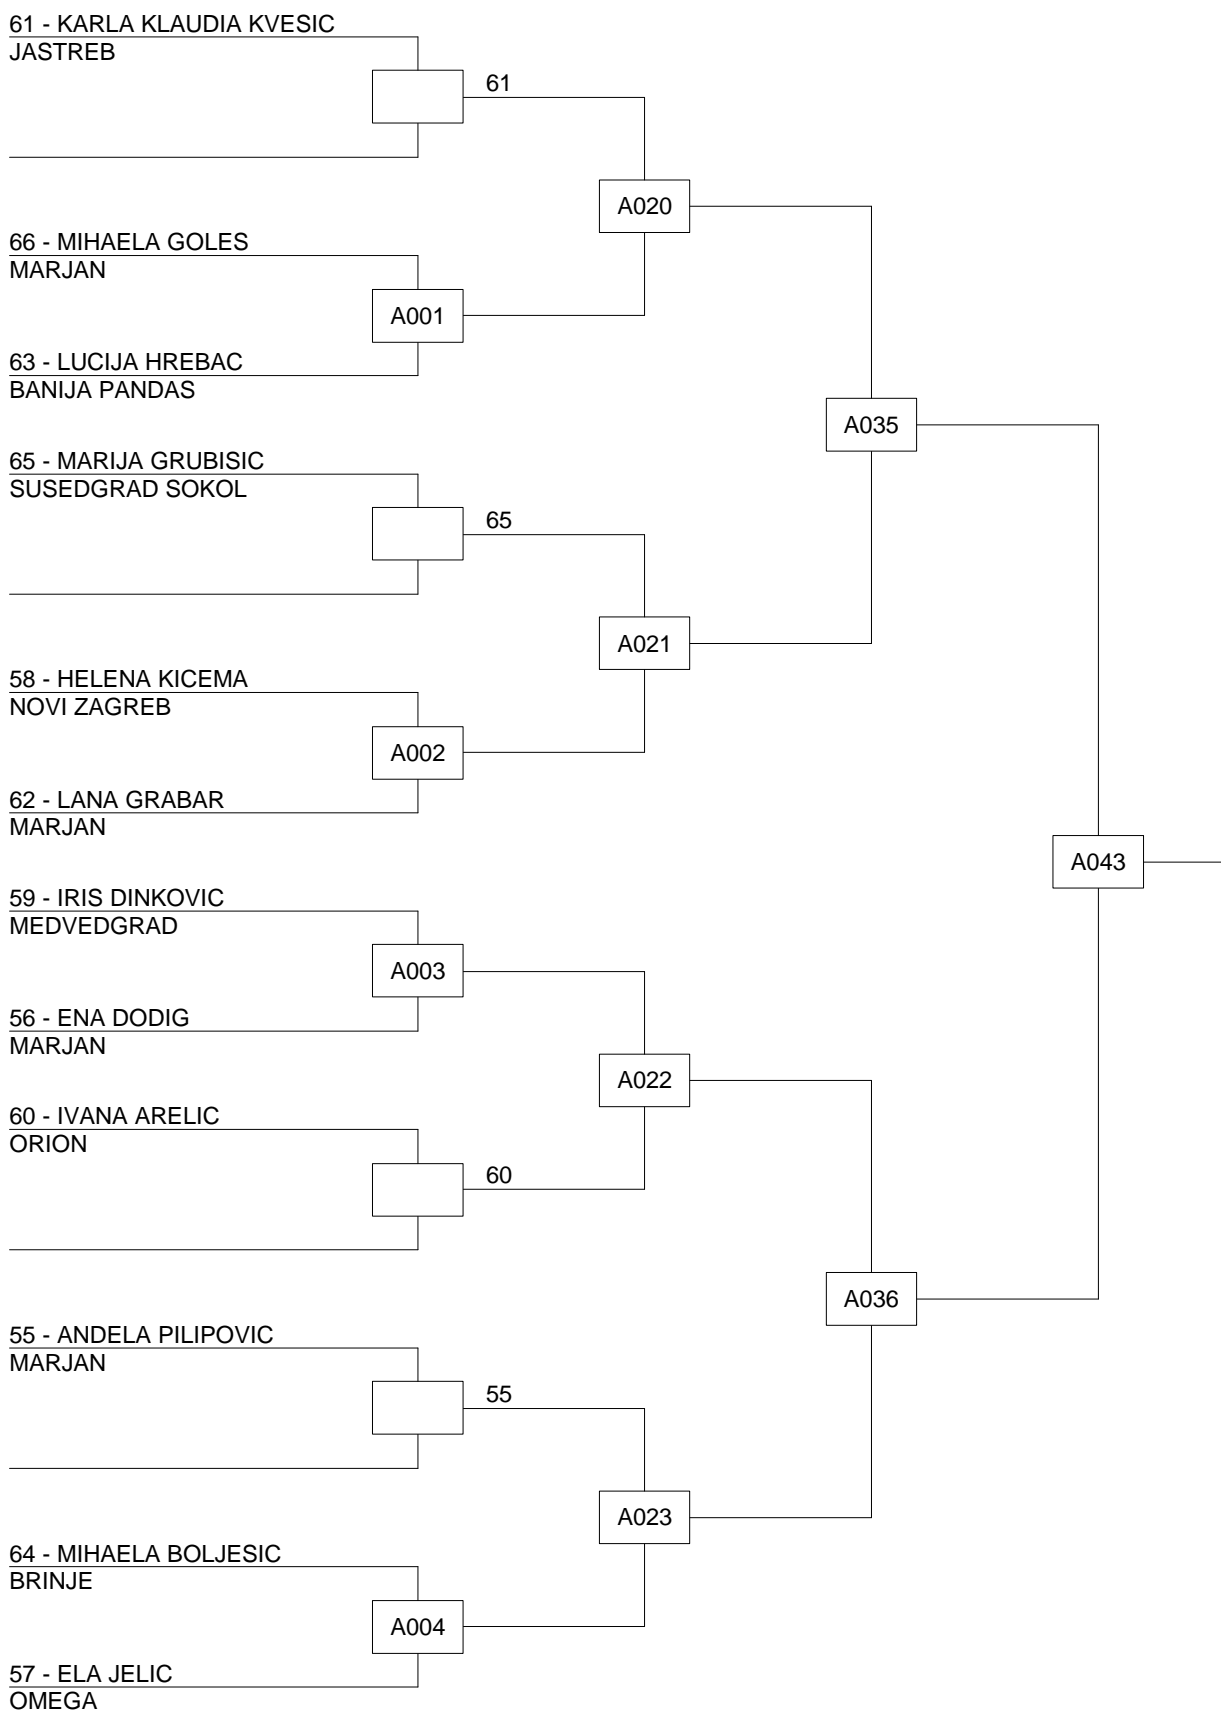 61 - KARLA KLAUDIA KVESIC
JASTREB
61
A020
66 - MIHAELA GOLES
MARJAN
A001
63 - LUCIJA HREBAC
BANIJA PANDAS
A035
65 - MARIJA GRUBISIC
SUSEDGRAD SOKOL
65
A021
58 - HELENA KICEMA
NOVI ZAGREB
A002
62 - LANA GRABAR
MARJAN
A043
59 - IRIS DINKOVIC
MEDVEDGRAD
A003
56 - ENA DODIG
MARJAN
A022
60 - IVANA ARELIC
ORION
60
A036
55 - ANDELA PILIPOVIC
MARJAN
55
A023
64 - MIHAELA BOLJESIC
BRINJE
A004
57 - ELA JELIC
OMEGA